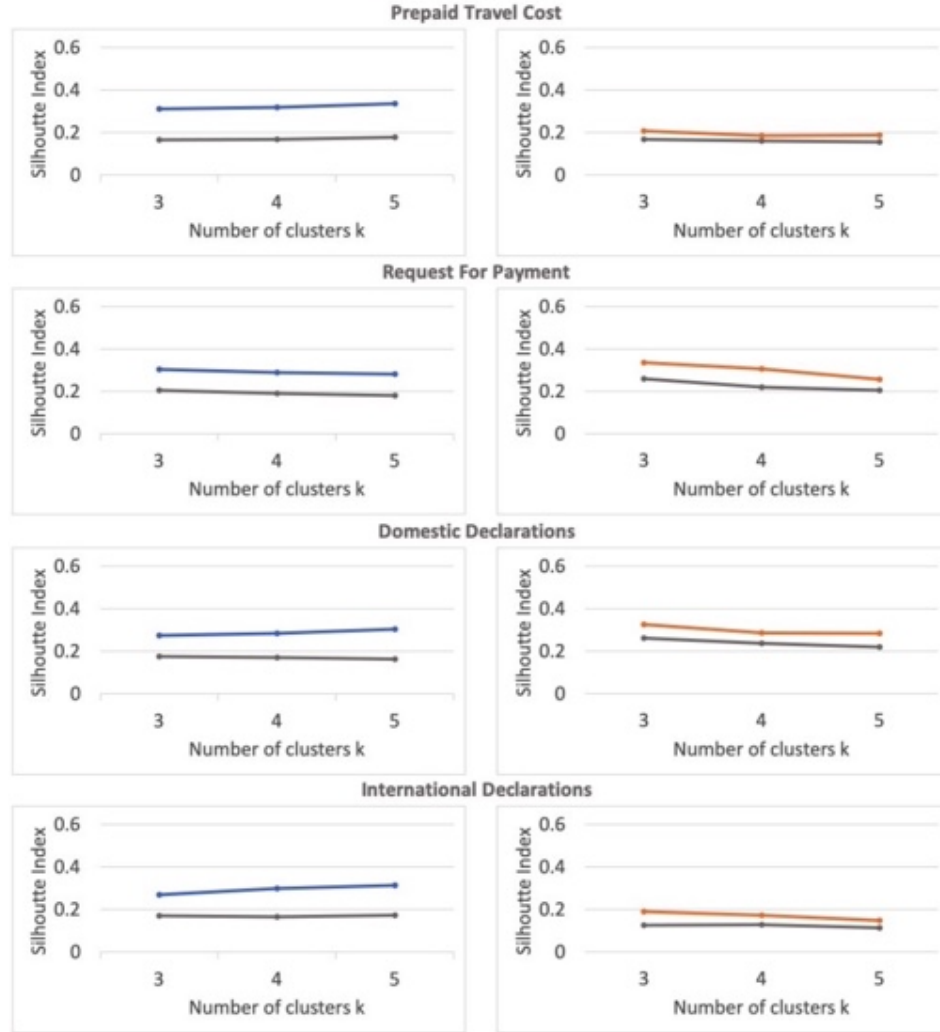 Prepaid Travel Cost
Silhoutte Index
0.6
0.4
0.2
0
3 4 5
Number of clusters k
Silhoutte Index
0.6
0.4
0.2
0
3 4 5
Number of clusters k
Request For Payment
Silhoutte Index
0.6
0.4
0.2
0
3 4 5
Number of clusters k
Silhoutte Index
0.6
0.4
0.2
0
3 4 5
Number of clusters k
Domestic Declarations
Silhoutte Index
0.6
0.4
0.2
0
3 4 5
Number of clusters k
Silhoutte Index
0.6
0.4
0.2
0
3 4 5
Number of clusters k
International Declarations
Silhoutte Index
0.6
0.4
0.2
0
3 4 5
Number of clusters k
Silhoutte Index
0.6
0.4
0.2
0
3 4 5
Number of clusters k